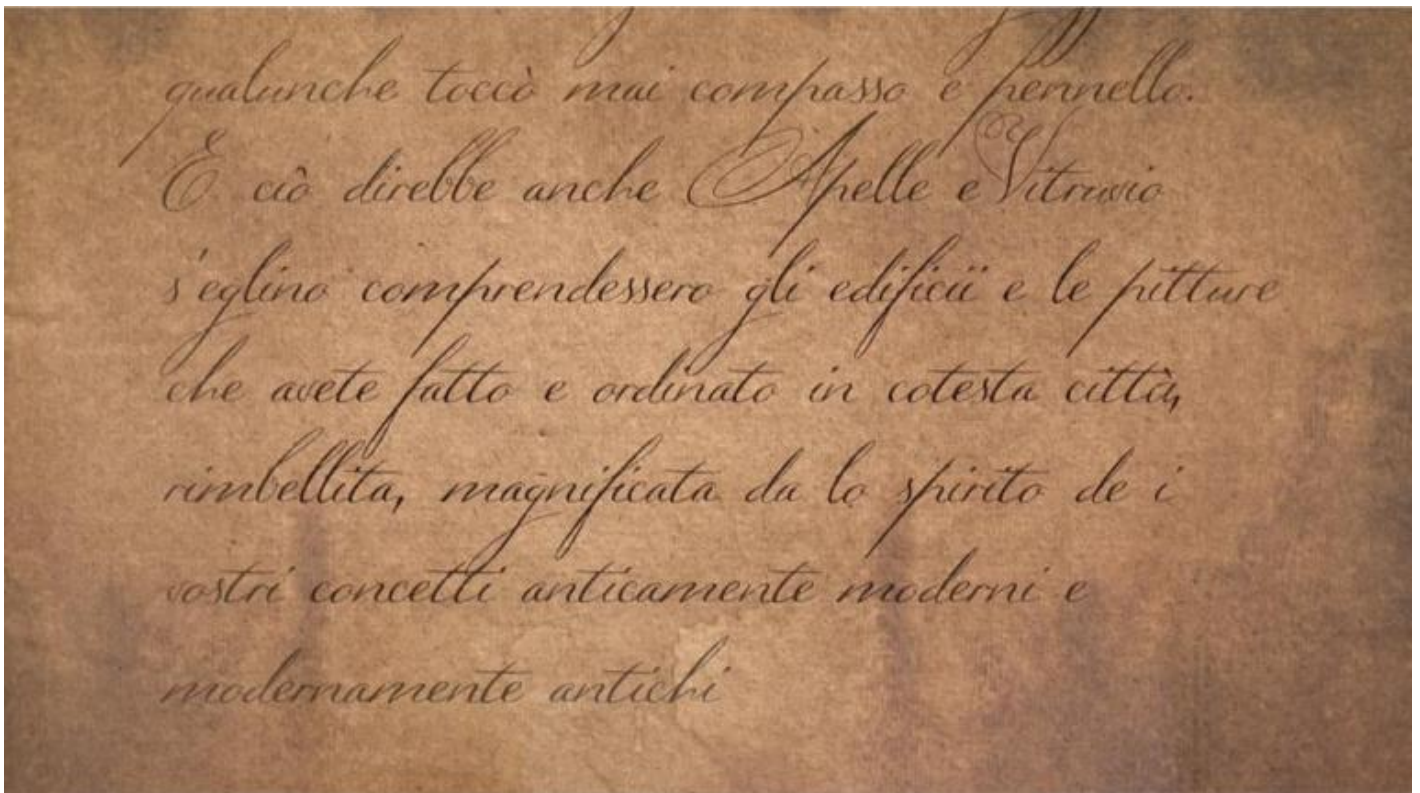 qualunche toccò mai compasso e pennello.
E ciò direbbe anche Apelle e Vitruvio
s'eglino comprendessero gli edificii e le pitture
che avete fatto e ordinato in cotesta città,
rimbellita, magnificata da lo spirito de i
vostri concetti anticamente moderni e
modernamente antichi